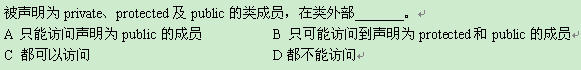 被声明为 private、protected 及 public 的类成员，在类外部______。
A 只能访问声明为 public 的成员 B 只可能访问到声明为 protected 和 public 的成员
C 都可以访问 D 都不能访问